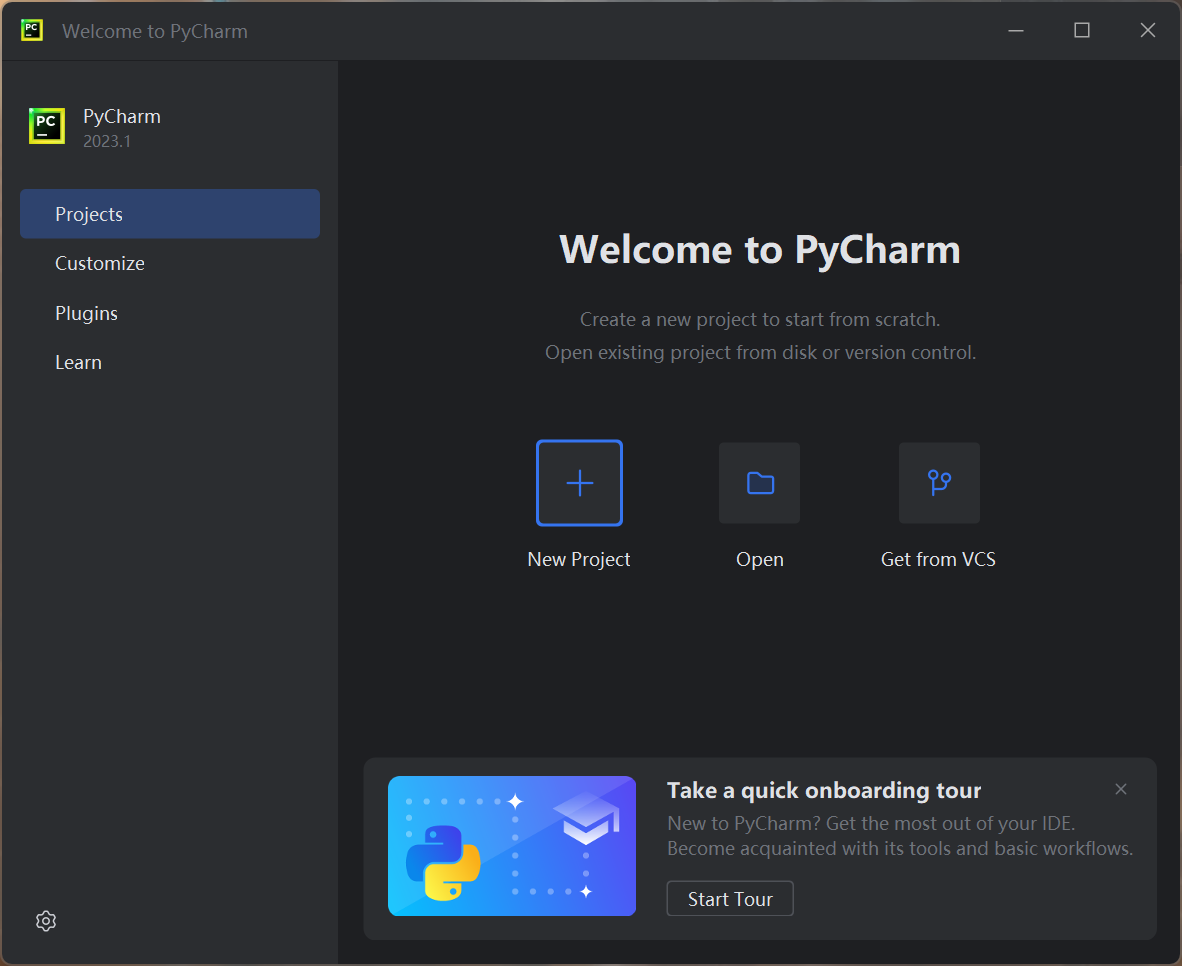 PC
Welcome to PyCharm
PC
PyCharm
2023.1
Projects
Customize
Plugins
Learn
Welcome to PyCharm
Create a new project to start from scratch.
Open existing project from disk or version control.
New Project
Open
Get from VCS
Take a quick onboarding tour
New to PyCharm? Get the most out of your IDE.
Become acquainted with its tools and basic workflows.
Start Tour